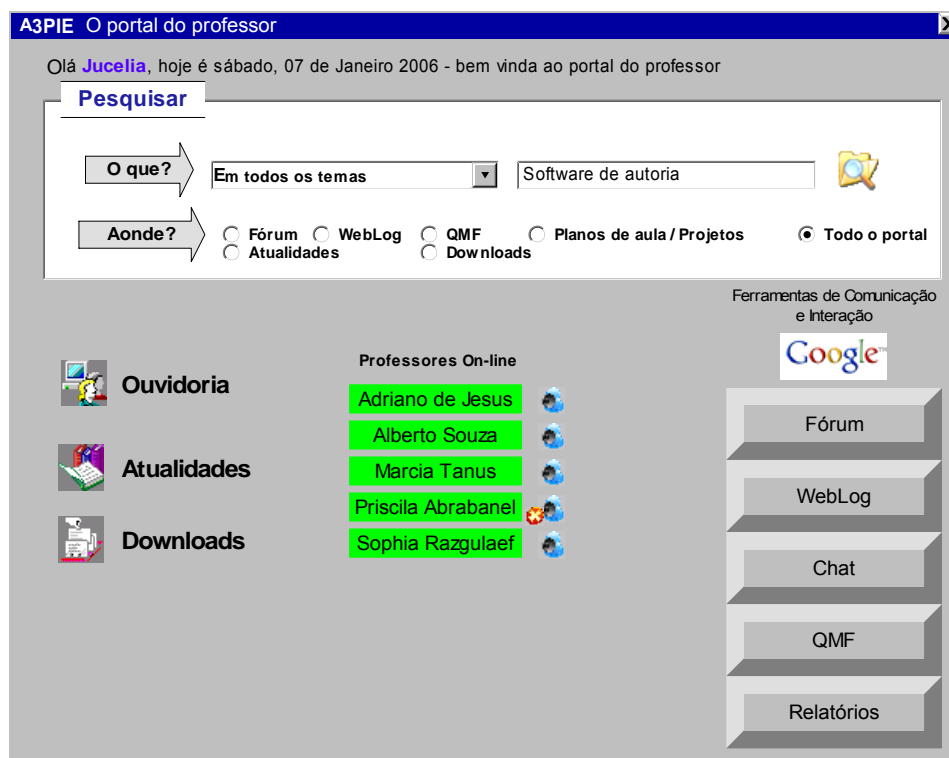 A3PIE O portal do professor
Olá Jucelia, hoje é sábado, 07 de Janeiro 2006 - bem vinda ao portal do professor
Pesquisar
O que?
Em todos os temas
Software de autoria
Aonde?
Fórum WebLog QMF Planos de aula / Projetos Todo o portal
Atualidades Downloads
Ferramentas de Comunicação
e Interação
Google™
Professores On-line
Ouvidoria
Atualidades
Downloads
Adriano de Jesus
Alberto Souza
Marcia Tanus
Priscila Abrabanel
Sophia Razgulaef
Fórum
WebLog
Chat
QMF
Relatórios